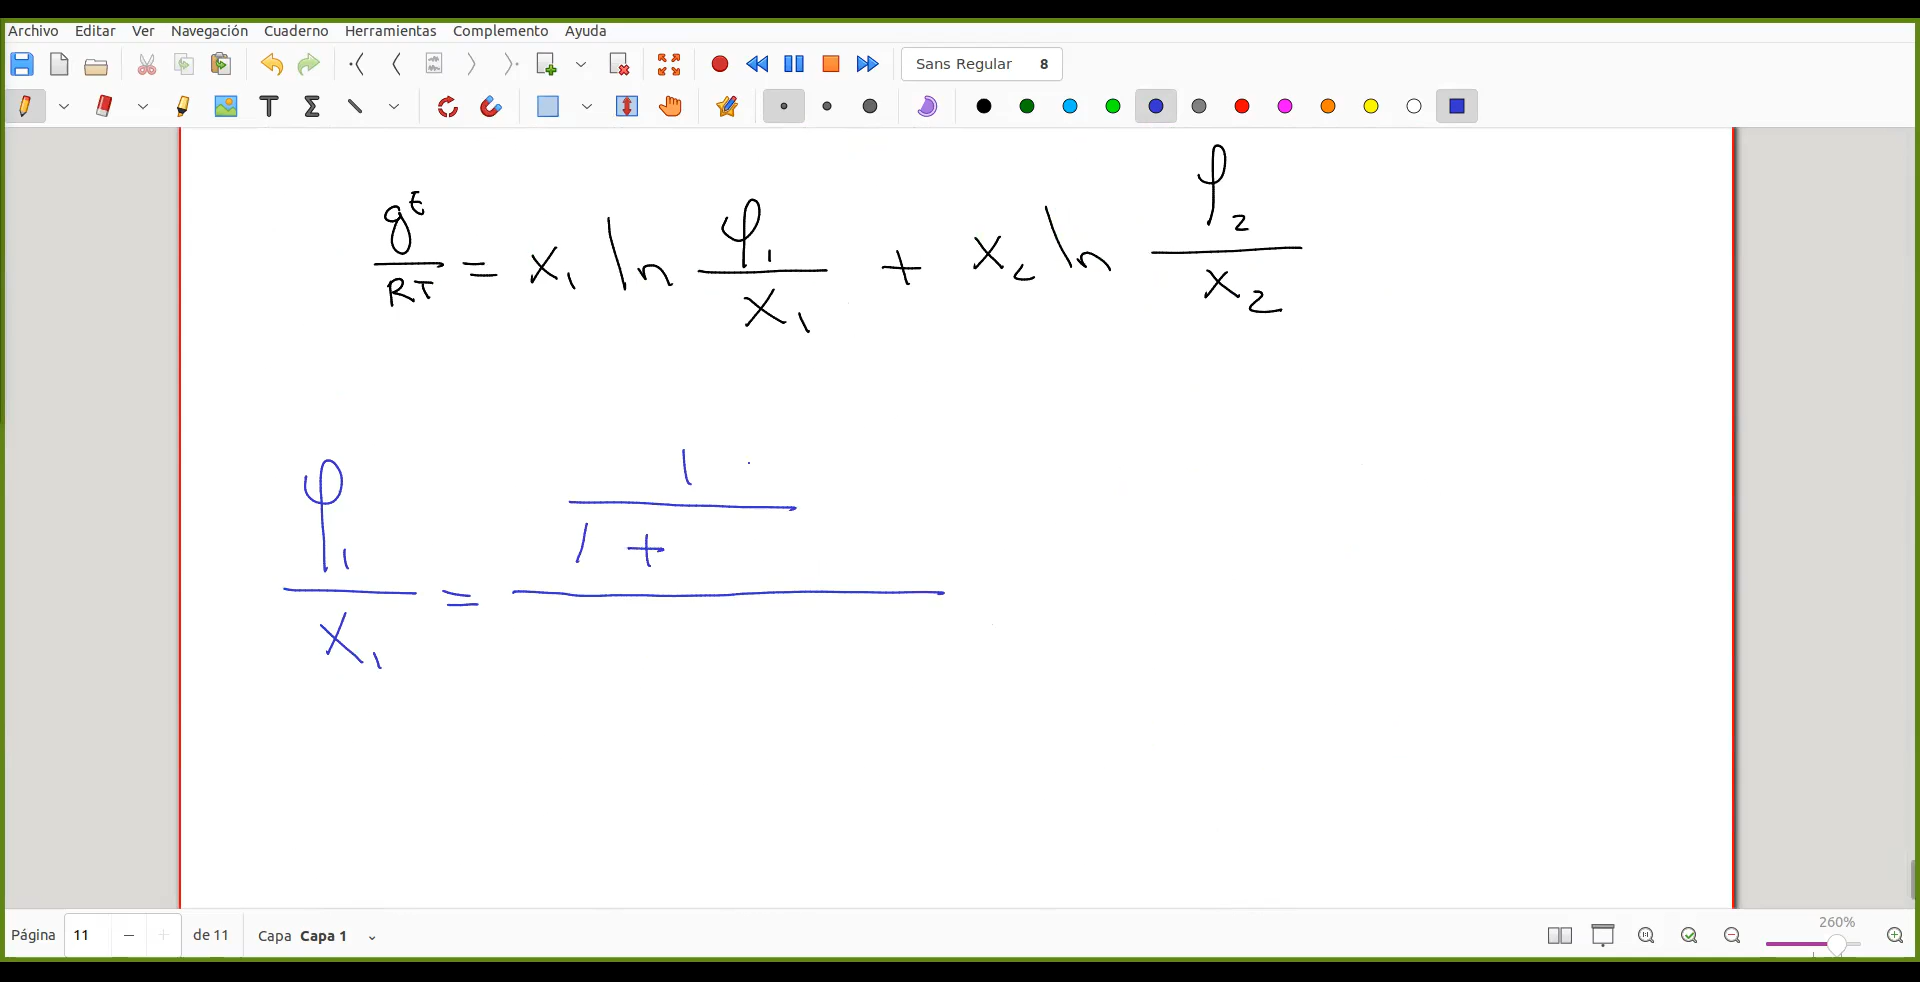 Archivo Editar Ver Navegación Cuaderno Herramientas Complemento Ayuda
Sans Regular 8
T Σ
g^E / RT = x₁ ln φ₁ / x₁ + x₂ ln φ₂ / x₂
φ₁ / x₁ = 1 / 1 +
Página 11 de 11 Capa Capa 1 260%